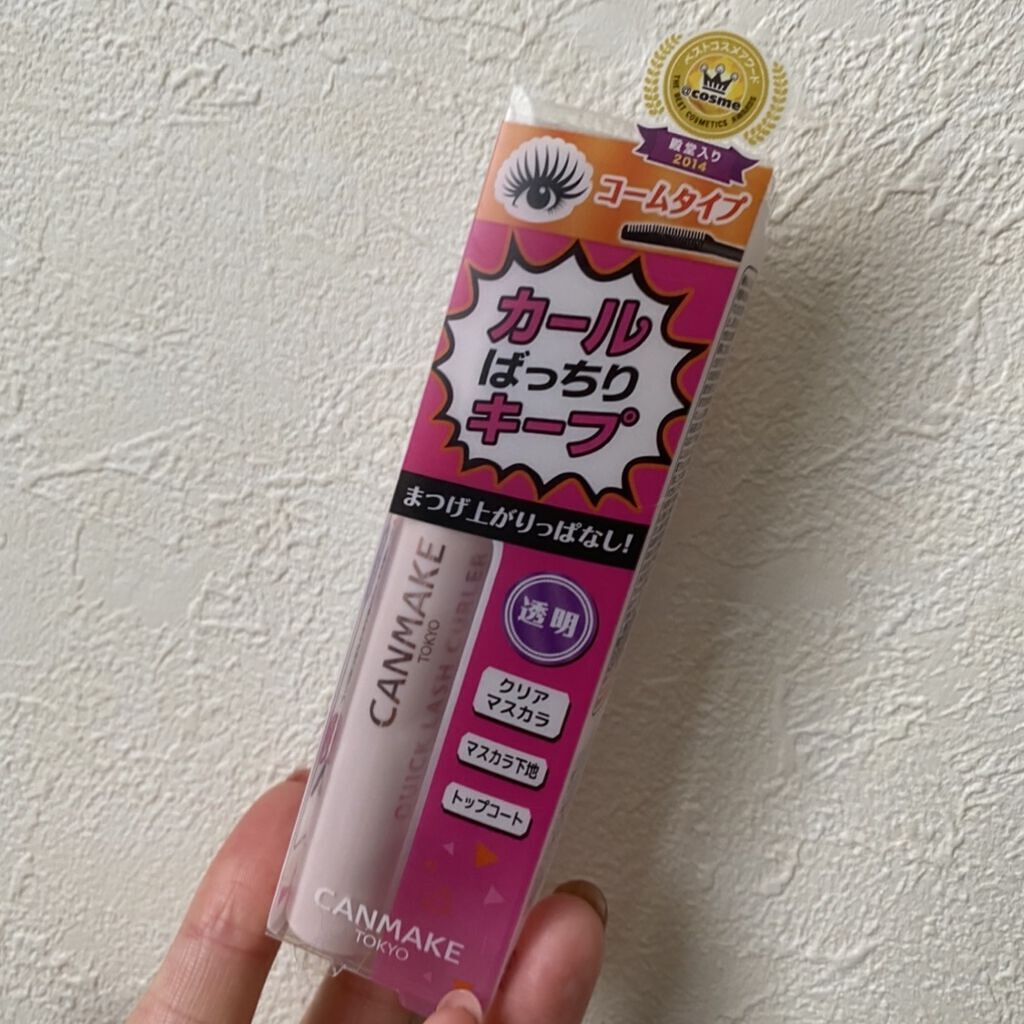 ベストコスメアワード
@cosme
THE BEST COSMETICS AWARDS
殿堂入り
2014
コームタイプ
カール
ばっちり
キープ
まつげ上がりっぱなし!
CANMAKE
TOKYO
QUICK LASH CURLER
透明
クリア
マスカラ
マスカラ下地
トップコート
CANMAKE
TOKYO